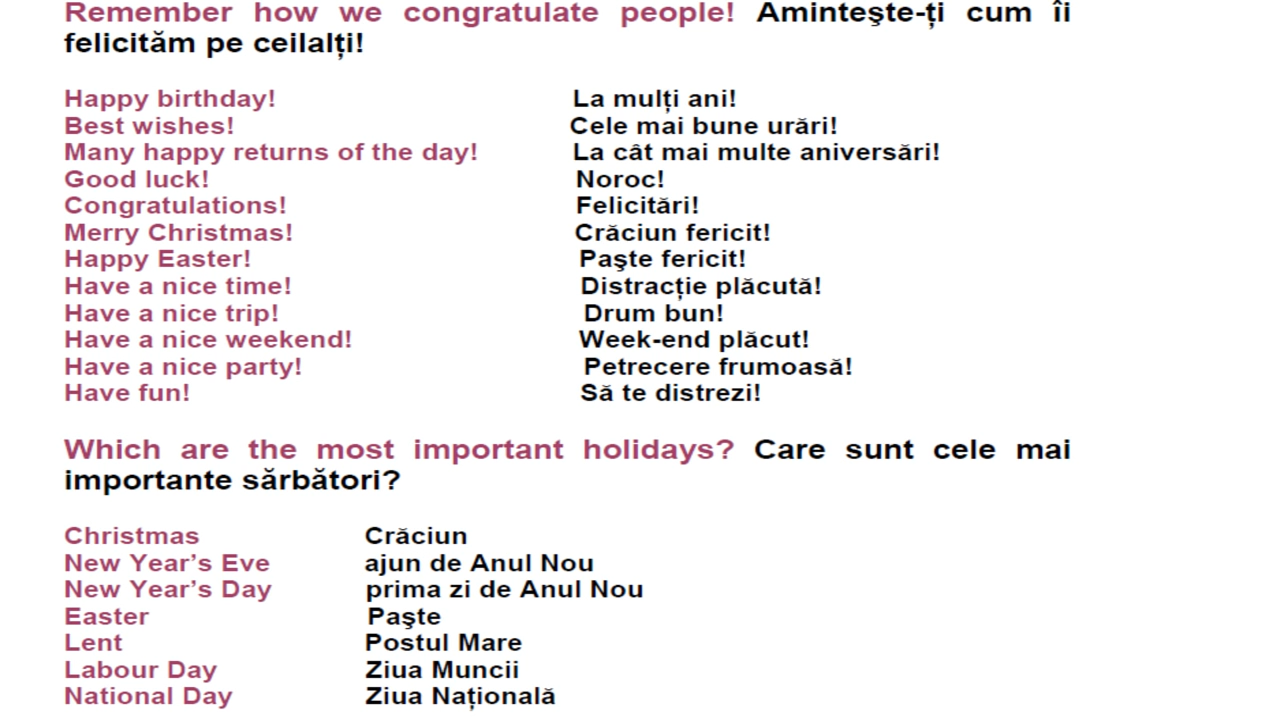 Remember how we congratulate people! Aminteşte-ţi cum îi
felicităm pe ceilalţi!
Happy birthday! La mulţi ani!
Best wishes! Cele mai bune urări!
Many happy returns of the day! La cât mai multe aniversări!
Good luck! Noroc!
Congratulations! Felicitări!
Merry Christmas! Crăciun fericit!
Happy Easter! Paşte fericit!
Have a nice time! Distracţie plăcută!
Have a nice trip! Drum bun!
Have a nice weekend! Week-end plăcut!
Have a nice party! Petrecere frumoasă!
Have fun! Să te distrezi!
Which are the most important holidays? Care sunt cele mai
importante sărbători?
Christmas Crăciun
New Year’s Eve ajun de Anul Nou
New Year’s Day prima zi de Anul Nou
Easter Paşte
Lent Postul Mare
Labour Day Ziua Muncii
National Day Ziua Naţională